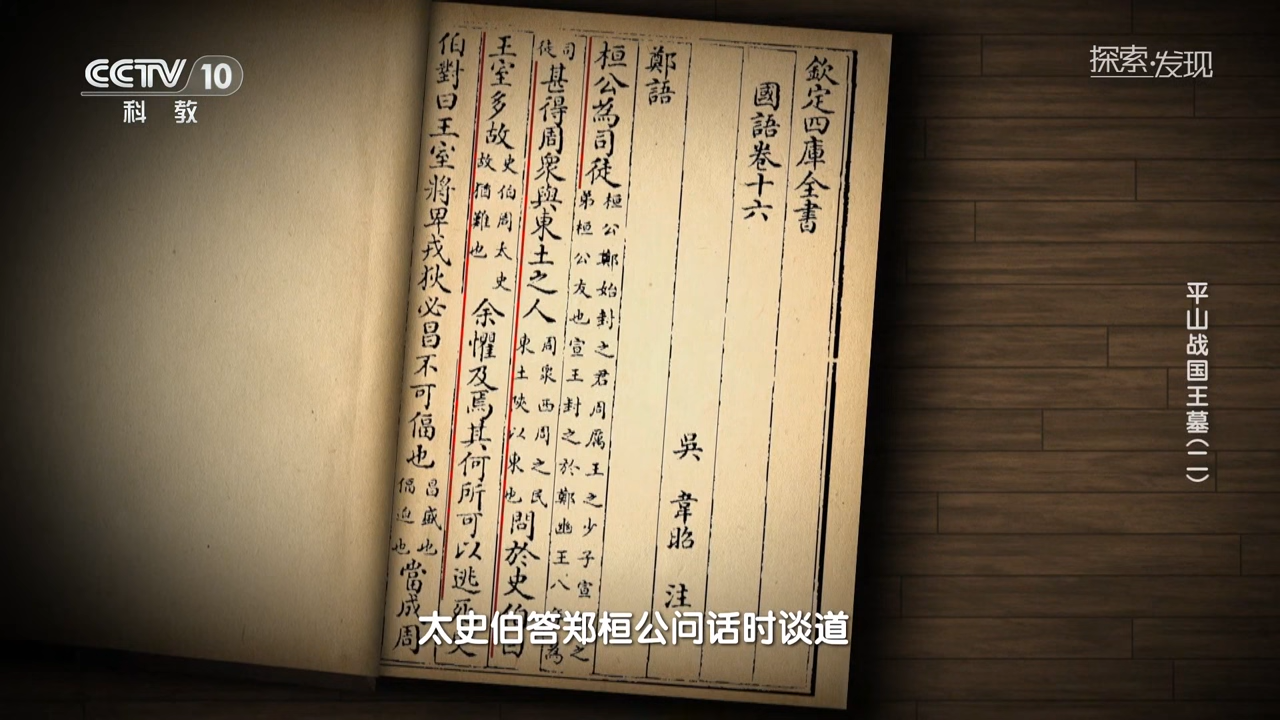 CCTV 10
科教
探索·发现
平山战国王墓(二)
欽定四庫全書
國語卷十六
鄭語
吳 韋昭 注
桓公為司徒
桓公鄭始封之君周厲王之少子宣
之
弟桓公友也宣王封之於鄭幽王八
為
司
徒
甚得周衆與東土之人
周衆西周之民
東土陜以東也
問於史伯曰
王室多故
史伯周太史
故猶難也
余懼及焉其何所可以逃死
伯對曰王室將卑戎狄必昌不可偪也
昌盛也
偪迫也
當成周
太史伯答郑桓公问话时谈道